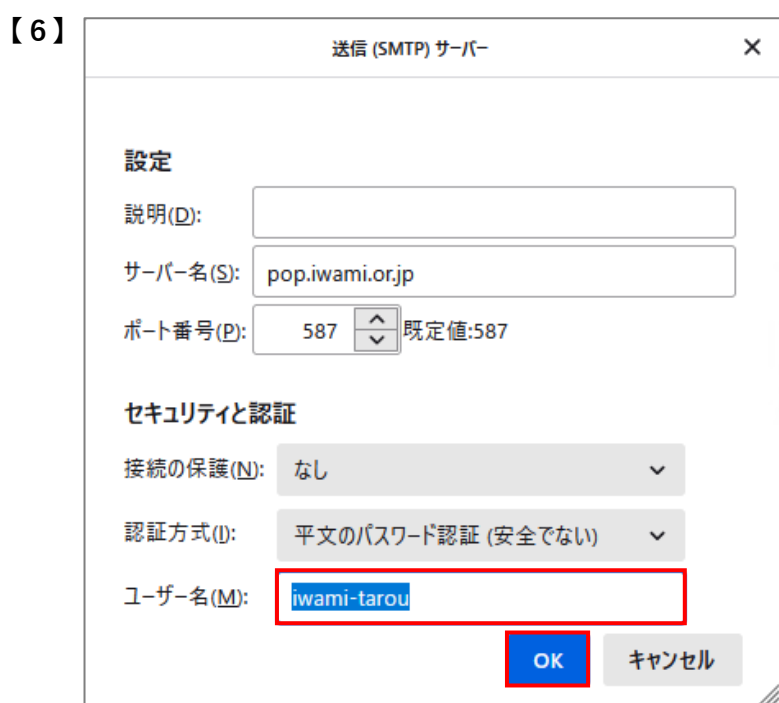 【6】
送信 (SMTP) サーバー
設定
説明(D):
サーバー名(S): pop.iwami.or.jp
ポート番号(P): 587 既定値:587
セキュリティと認証
接続の保護(N): なし
認証方式(I): 平文のパスワード認証 (安全でない)
ユーザー名(M): iwami-tarou
OK キャンセル